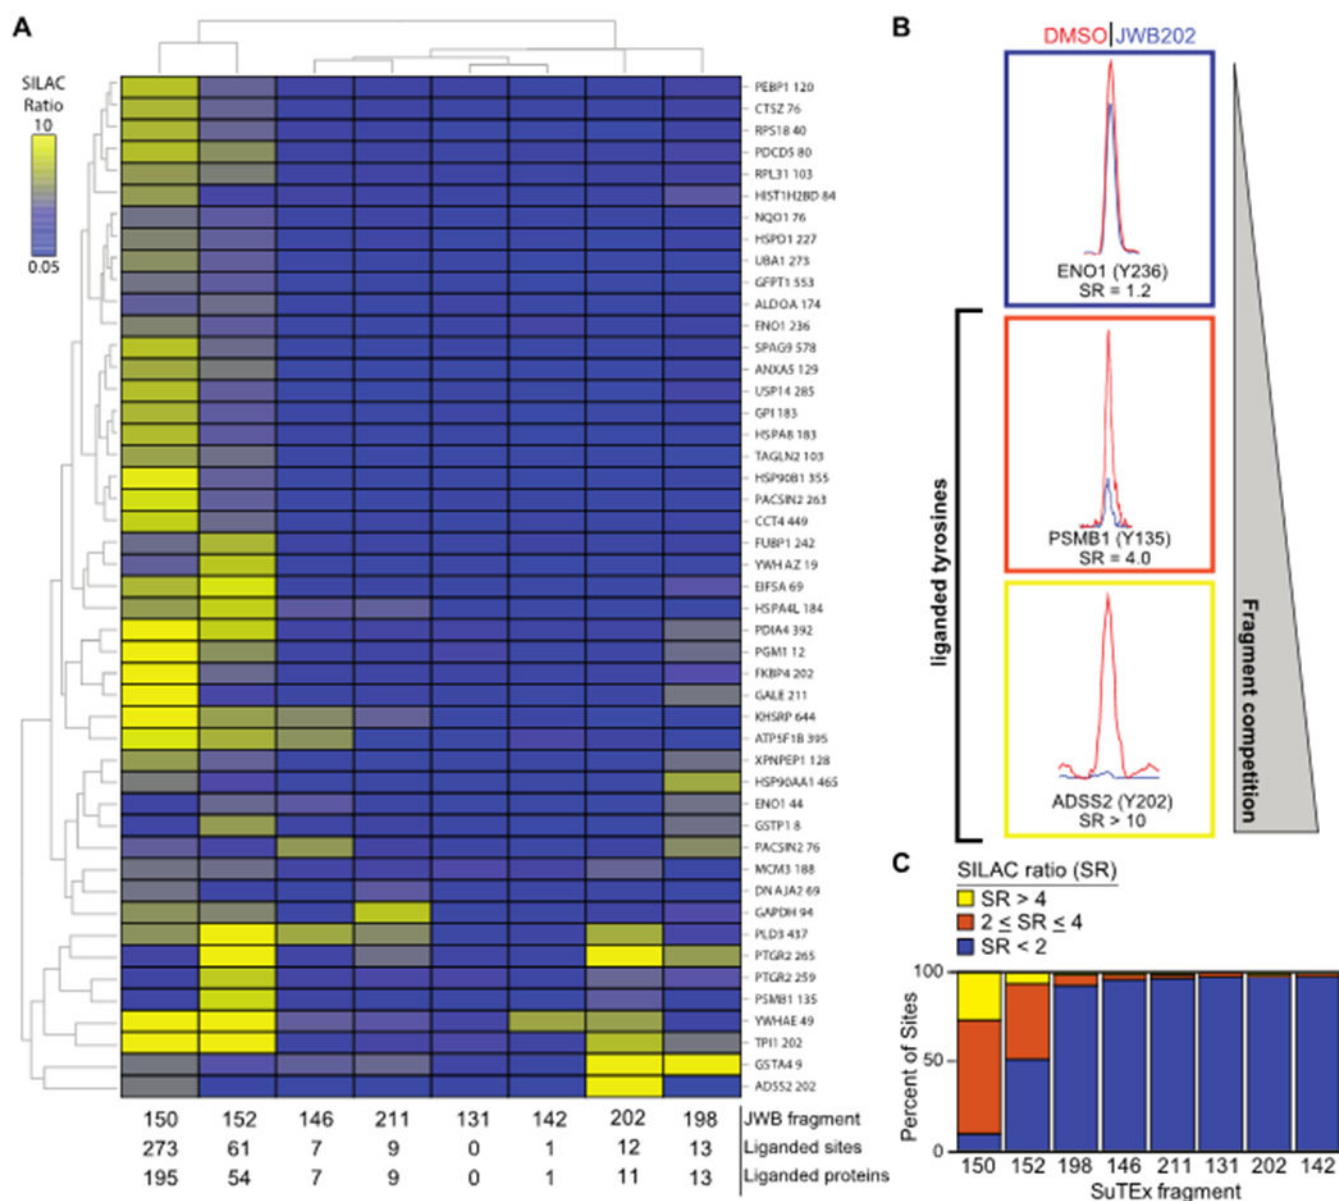 A
SILAC
Ratio
10
0.05
PEBP1 120
CTSZ 76
RPS18 40
PDCD5 80
RPL31 103
HIST1H2BD 84
NQO1 76
HSPD1 227
UBA1 273
GFPT1 553
ALDOA 174
ENO1 236
SPAG9 578
ANXA5 129
USP14 285
GPI 183
HSPA8 183
TAGLN2 103
HSP90B1 355
PACSIN2 263
CCT4 449
FUBP1 242
YWHAZ 19
EIF5A 69
HSPA4L 184
PDIA4 392
PGM1 12
FKBP4 202
GALE 211
KHSRP 644
ATP5F1B 395
XPNPEP1 128
HSP90AA1 465
ENO1 44
GSTP1 8
PACSIN2 76
MCM3 188
DNAJA2 69
GAPDH 94
PLD3 437
PTGR2 265
PTGR2 259
PSMB1 135
YWHAE 49
TPI1 202
GSTA4 9
ADSS2 202
150 152 146 211 131 142 202 198 JWB fragment
273 61 7 9 0 1 12 13 Liganded sites
195 54 7 9 0 1 11 13 Liganded proteins
B
DMSO|JWB202
ENO1 (Y236)
SR = 1.2
PSMB1 (Y135)
SR = 4.0
ADSS2 (Y202)
SR > 10
liganded tyrosines
Fragment competition
C
SILAC ratio (SR)
SR > 4
2 ≤ SR ≤ 4
SR < 2
Percent of Sites
100
50
0
150 152 198 146 211 131 202 142
SuTEx fragment